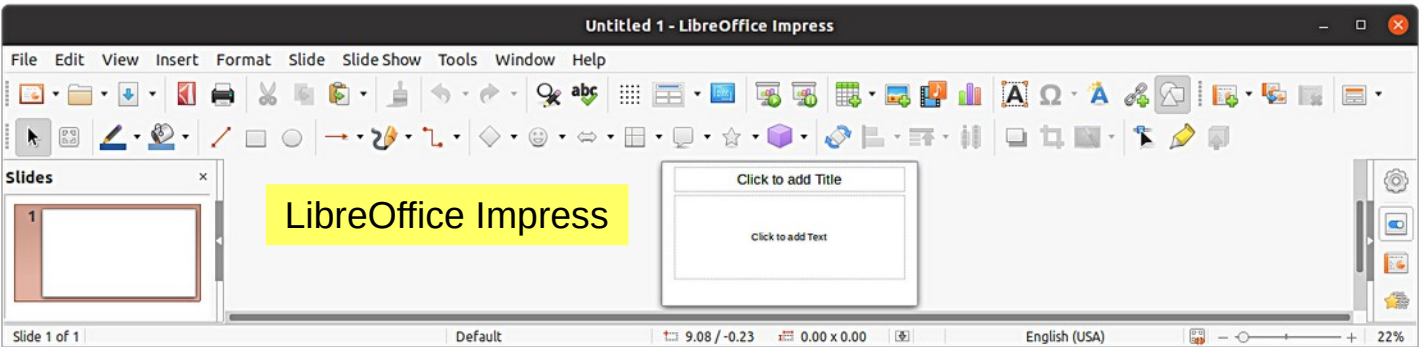 Untitled 1 - LibreOffice Impress
File Edit View Insert Format Slide Slide Show Tools Window Help
abc
A Ω A
Slides
1
LibreOffice Impress
Click to add Title
Click to add Text
Slide 1 of 1 Default 9.08 / -0.23 0.00 x 0.00 English (USA) 22%